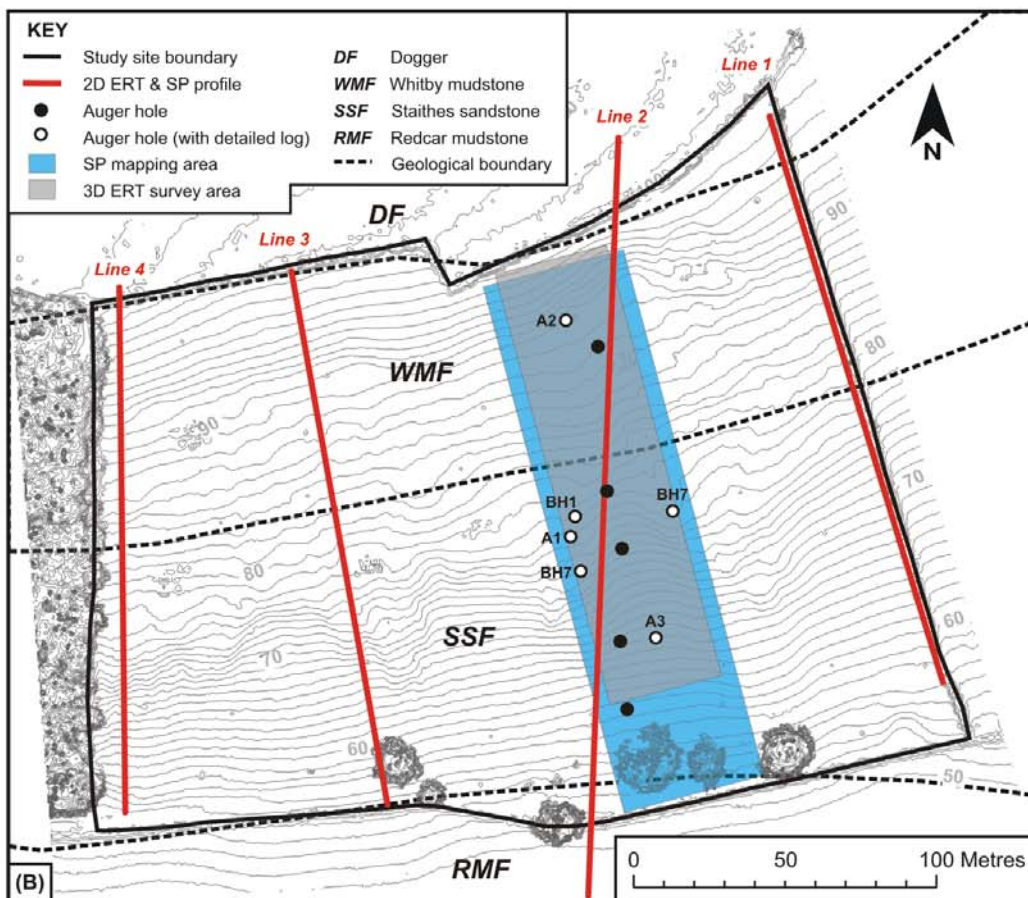 KEY
Study site boundary
2D ERT & SP profile
Auger hole
Auger hole (with detailed log)
SP mapping area
3D ERT survey area
DF Dogger
WMF Whitby mudstone
SSF Staithes sandstone
RMF Redcar mudstone
Geological boundary
Line 1
Line 2
N
DF
Line 3
Line 4
90
A2
WMF
80
90
70
BH1
BH7
A1
BH7
80
A3
60
SSF
70
60
50
RMF
0 50 100 Metres
(B)